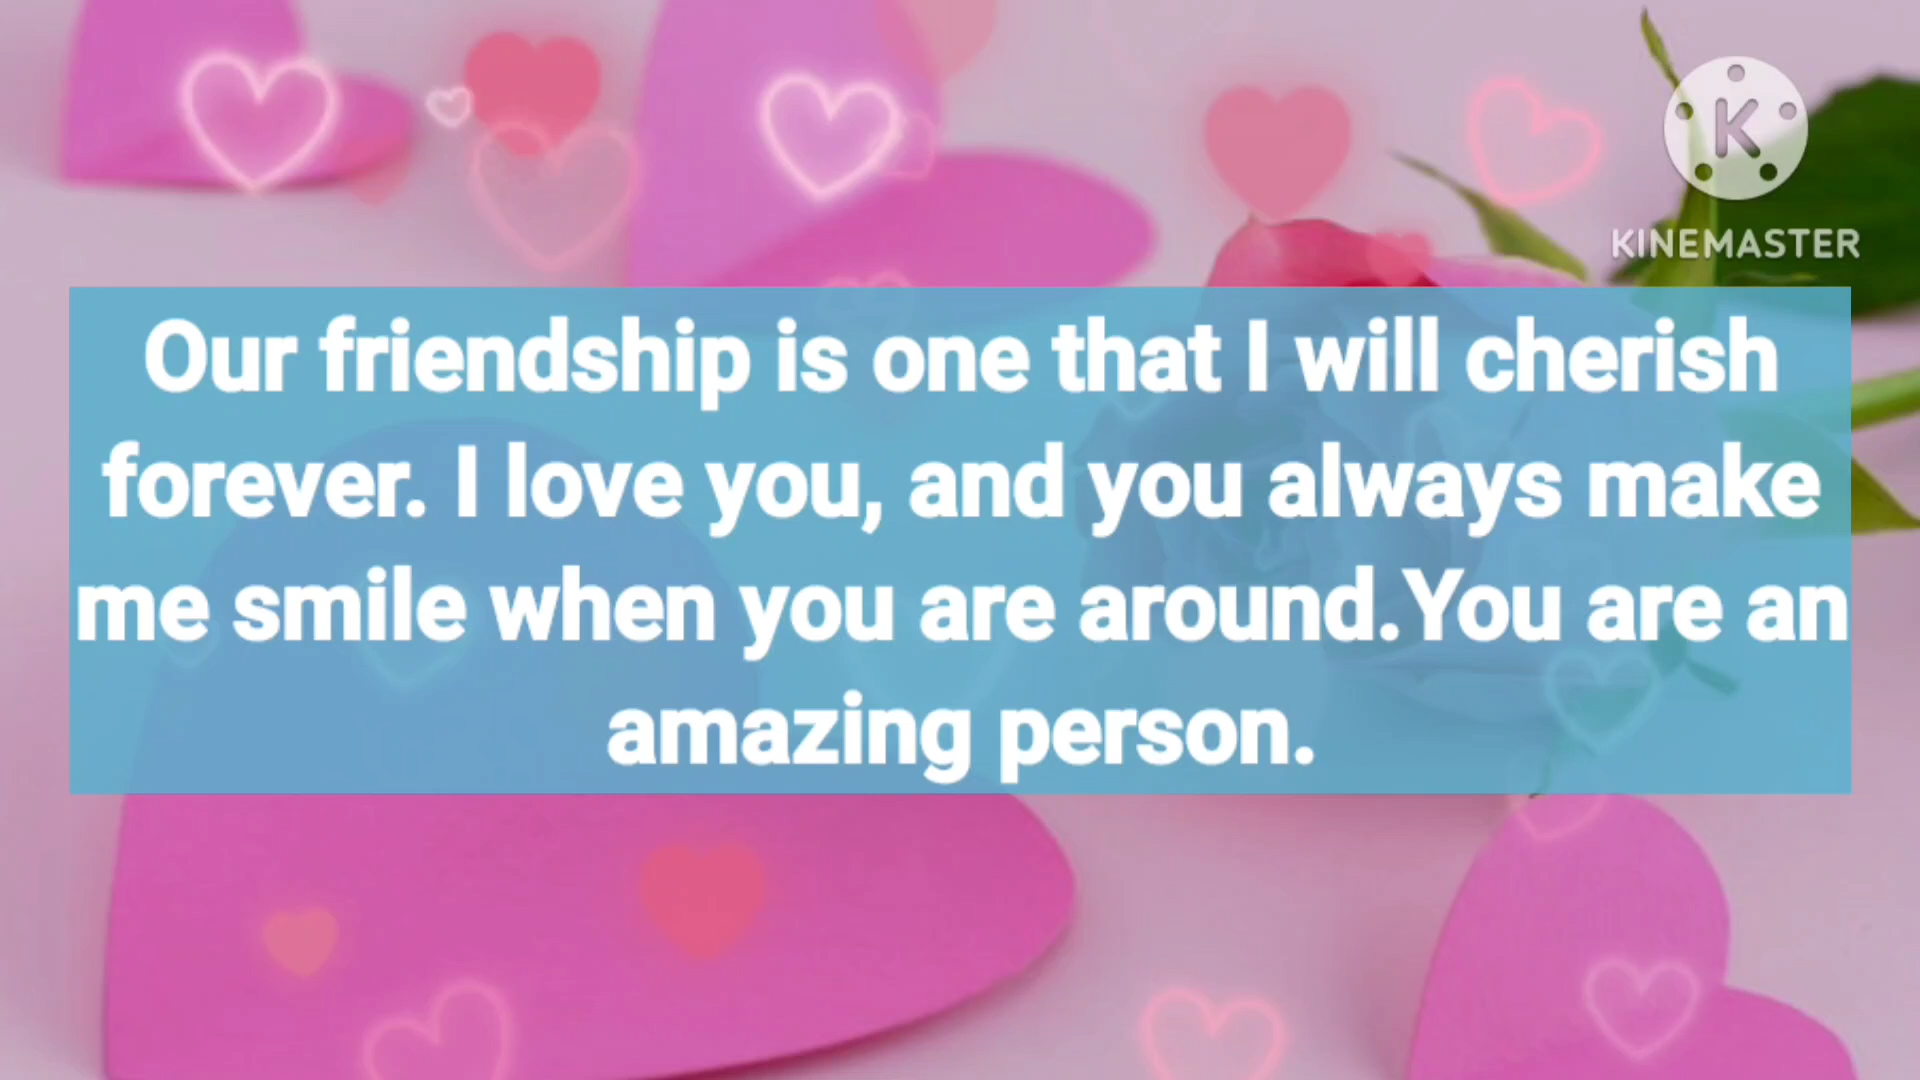 K
KINEMASTER
Our friendship is one that I will cherish
forever. I love you, and you always make
me smile when you are around.You are an
amazing person.